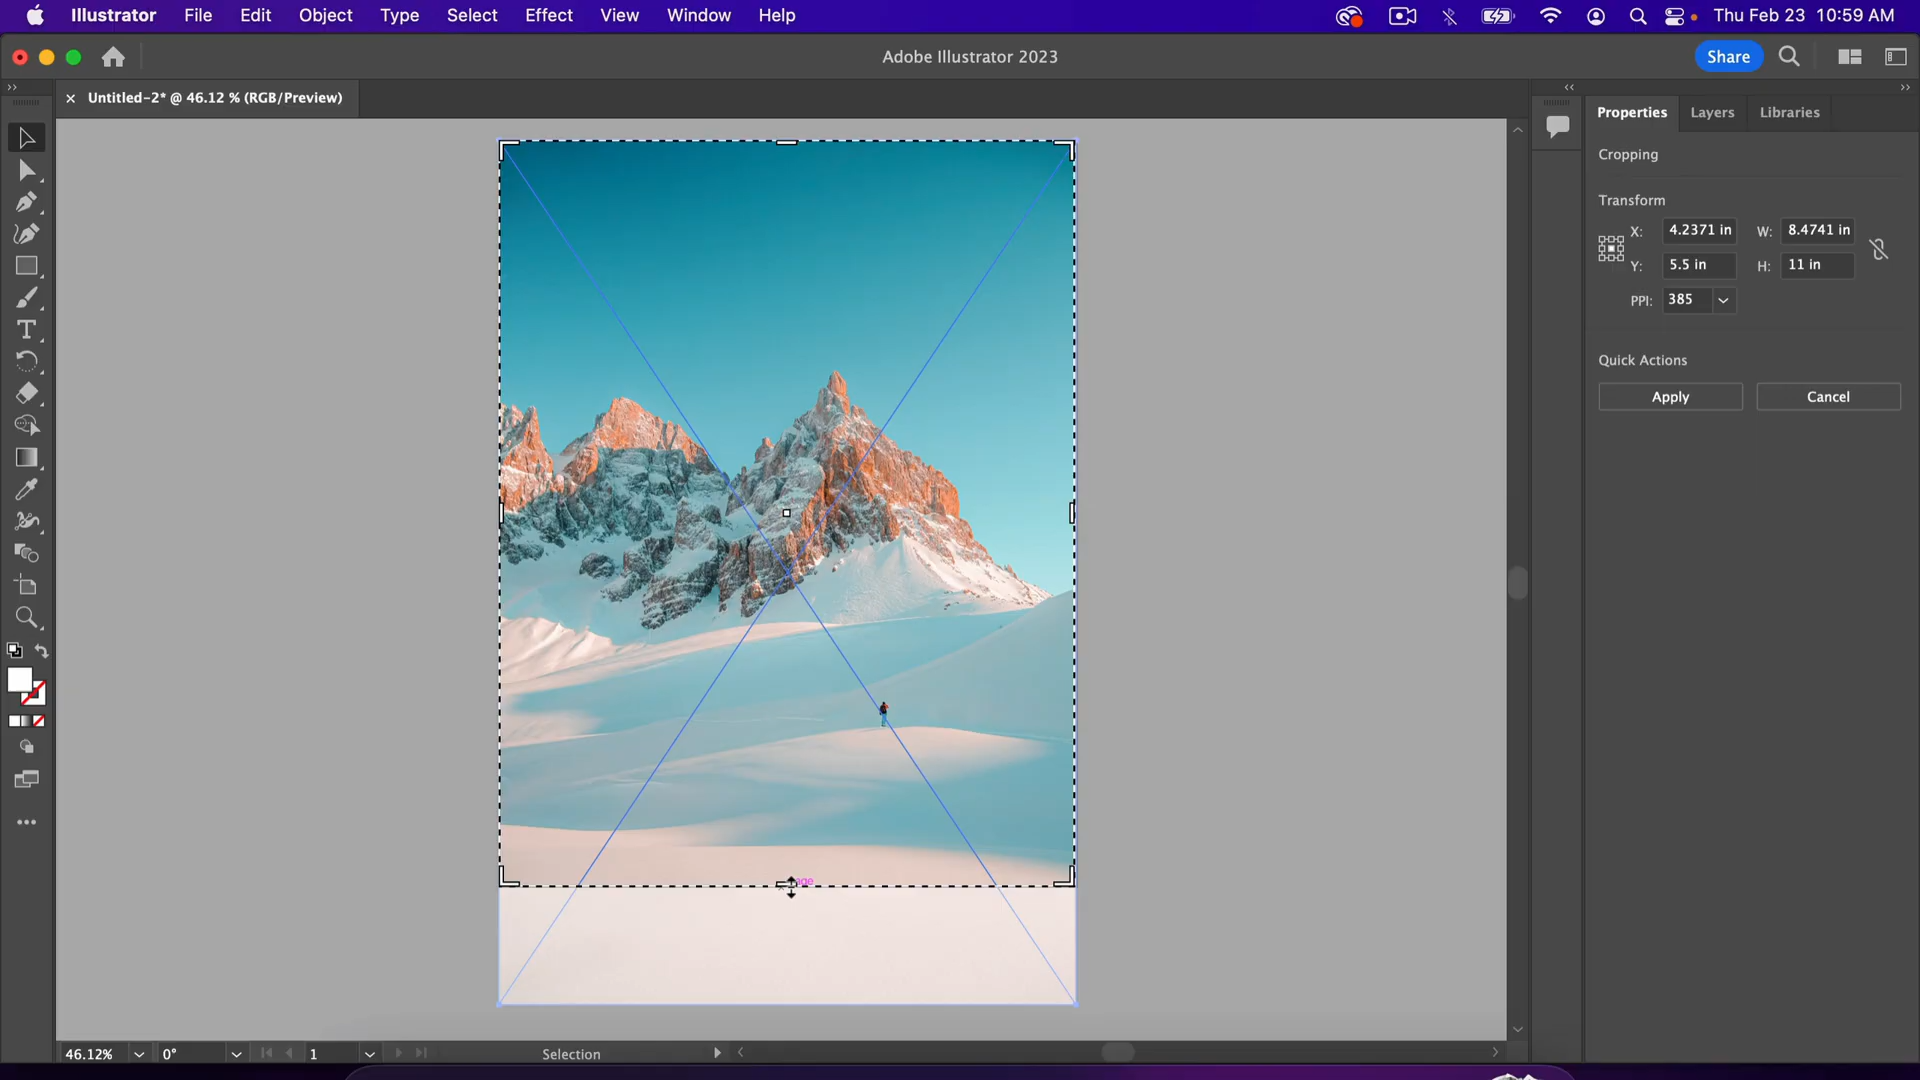 Illustrator File Edit Object Type Select Effect View Window Help Thu Feb 23 10:59 AM
Adobe Illustrator 2023 Share
× Untitled-2* @ 46.12 % (RGB/Preview)
Properties Layers Libraries
Cropping
Transform
X: 4.2371 in W: 8.4741 in
Y: 5.5 in H: 11 in
PPI: 385
Quick Actions
Apply Cancel
46.12% 0° 1 Selection